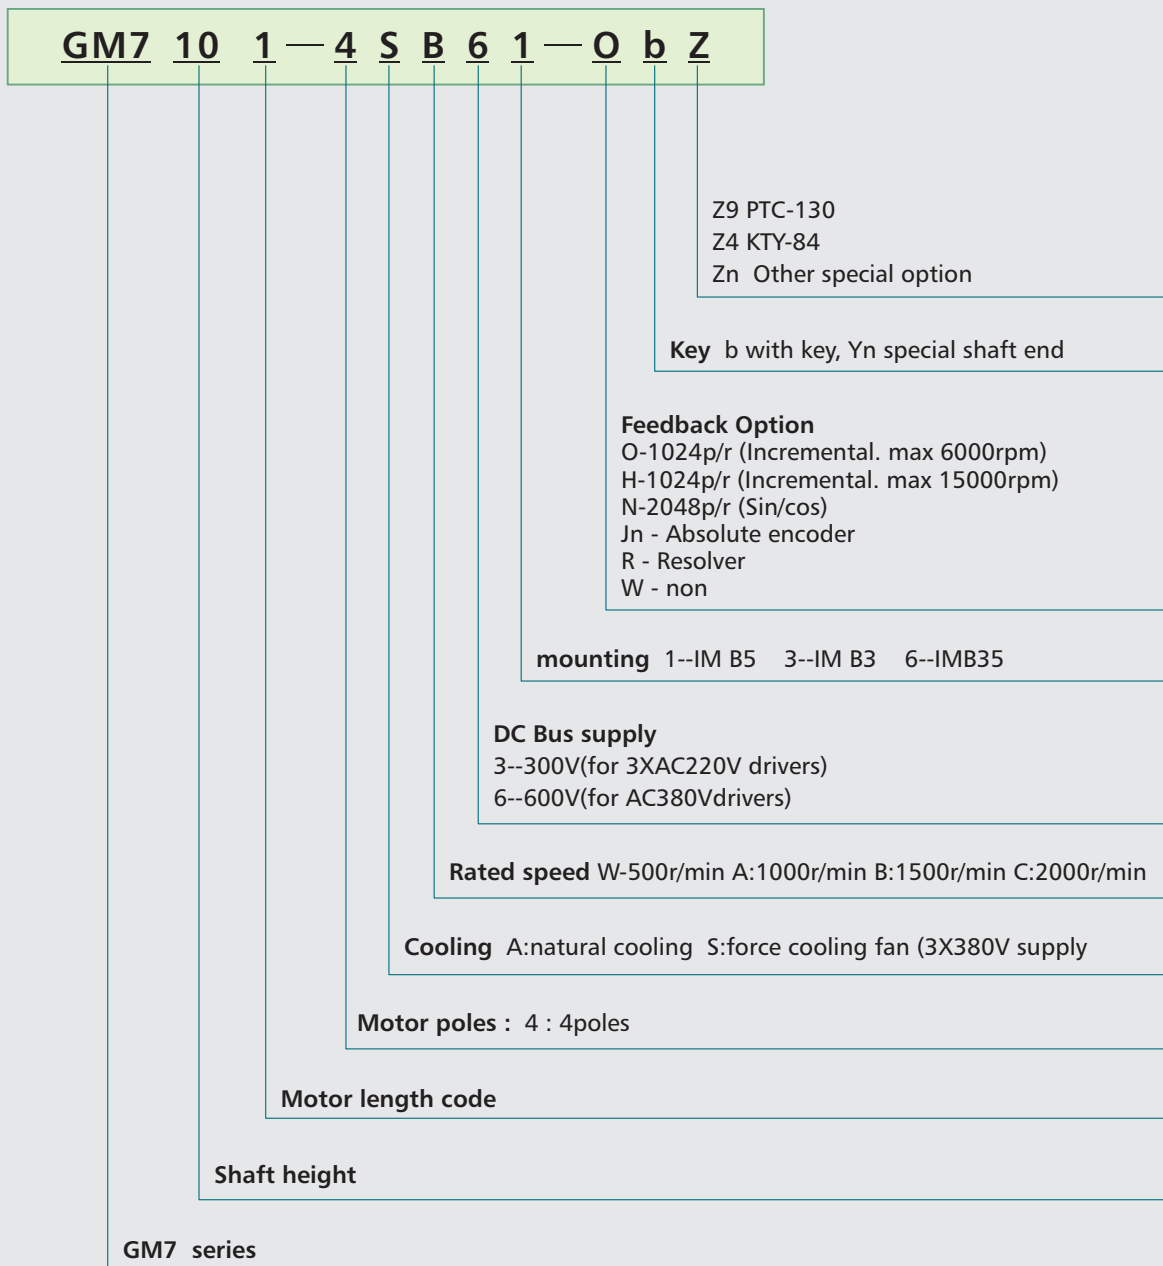 GM7 10 1 — 4 S B 6 1 — O b Z
Z9 PTC-130
Z4 KTY-84
Zn Other special option
Key b with key, Yn special shaft end
Feedback Option
O-1024p/r (Incremental. max 6000rpm)
H-1024p/r (Incremental. max 15000rpm)
N-2048p/r (Sin/cos)
Jn - Absolute encoder
R - Resolver
W - non
mounting 1--IM B5 3--IM B3 6--IMB35
DC Bus supply
3--300V(for 3XAC220V drivers)
6--600V(for AC380Vdrivers)
Rated speed W-500r/min A:1000r/min B:1500r/min C:2000r/min
Cooling A:natural cooling S:force cooling fan (3X380V supply
Motor poles : 4 : 4poles
Motor length code
Shaft height
GM7 series